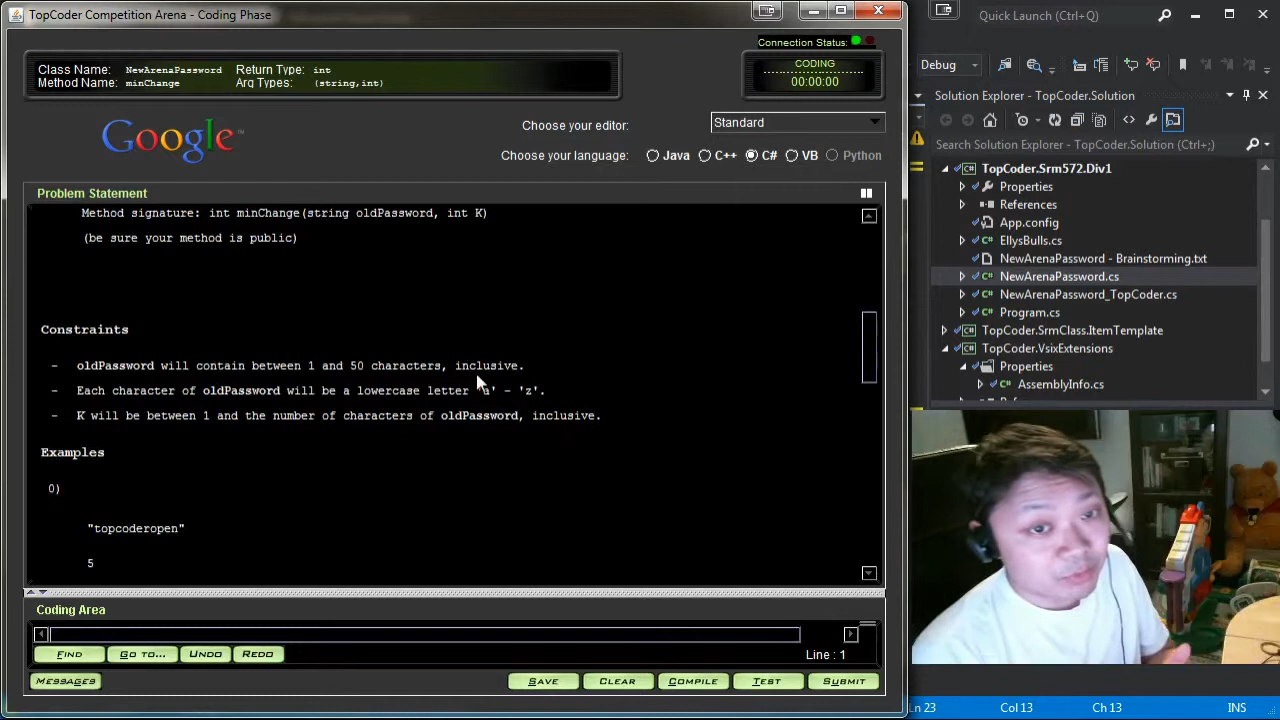 TopCoder Competition Arena - Coding Phase
Quick Launch (Ctrl+Q)
Connection Status:
Class Name: NewArenaPassword Return Type: int
Method Name: minChange Arg Types: (string,int)
CODING
00:00:00
Debug
Solution Explorer - TopCoder.Solution
Google™
Choose your editor: Standard
Choose your language: Java C++ C# VB Python
Search Solution Explorer - TopCoder.Solution (Ctrl+;)
TopCoder.Srm572.Div1
Properties
References
App.config
EllysBulls.cs
NewArenaPassword - Brainstorming.txt
NewArenaPassword.cs
NewArenaPassword_TopCoder.cs
Program.cs
TopCoder.SrmClass.ItemTemplate
TopCoder.VsixExtensions
Properties
AssemblyInfo.cs
Problem Statement
Method signature: int minChange(string oldPassword, int K)
(be sure your method is public)
Constraints
- oldPassword will contain between 1 and 50 characters, inclusive.
- Each character of oldPassword will be a lowercase letter 'a' - 'z'.
- K will be between 1 and the number of characters of oldPassword, inclusive.
Examples
0)
"topcoderopen"
5
Coding Area
FIND GO TO... UNDO REDO Line : 1
MESSAGES SAVE CLEAR COMPILE TEST SUBMIT
Ln 23 Col 13 Ch 13 INS